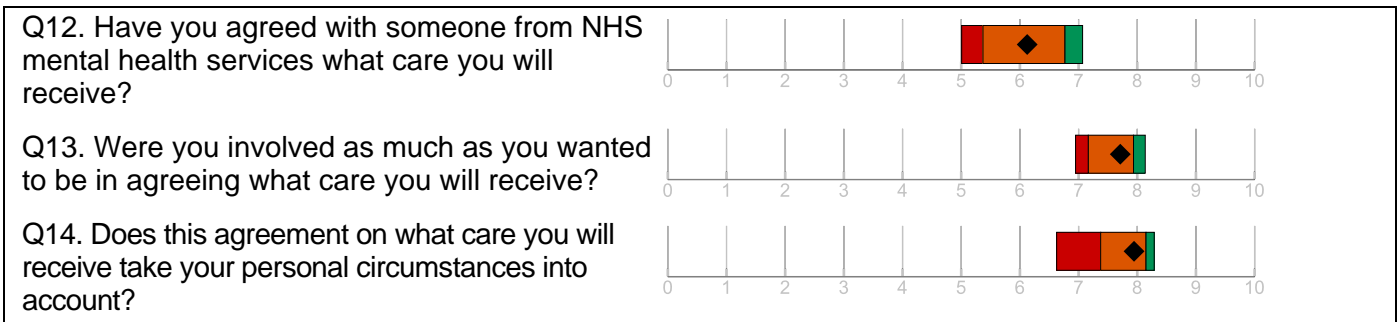 Q12. Have you agreed with someone from NHS
mental health services what care you will
receive?
0 1 2 3 4 5 6 7 8 9 10
Q13. Were you involved as much as you wanted
to be in agreeing what care you will receive?
0 1 2 3 4 5 6 7 8 9 10
Q14. Does this agreement on what care you will
receive take your personal circumstances into
account?
0 1 2 3 4 5 6 7 8 9 10